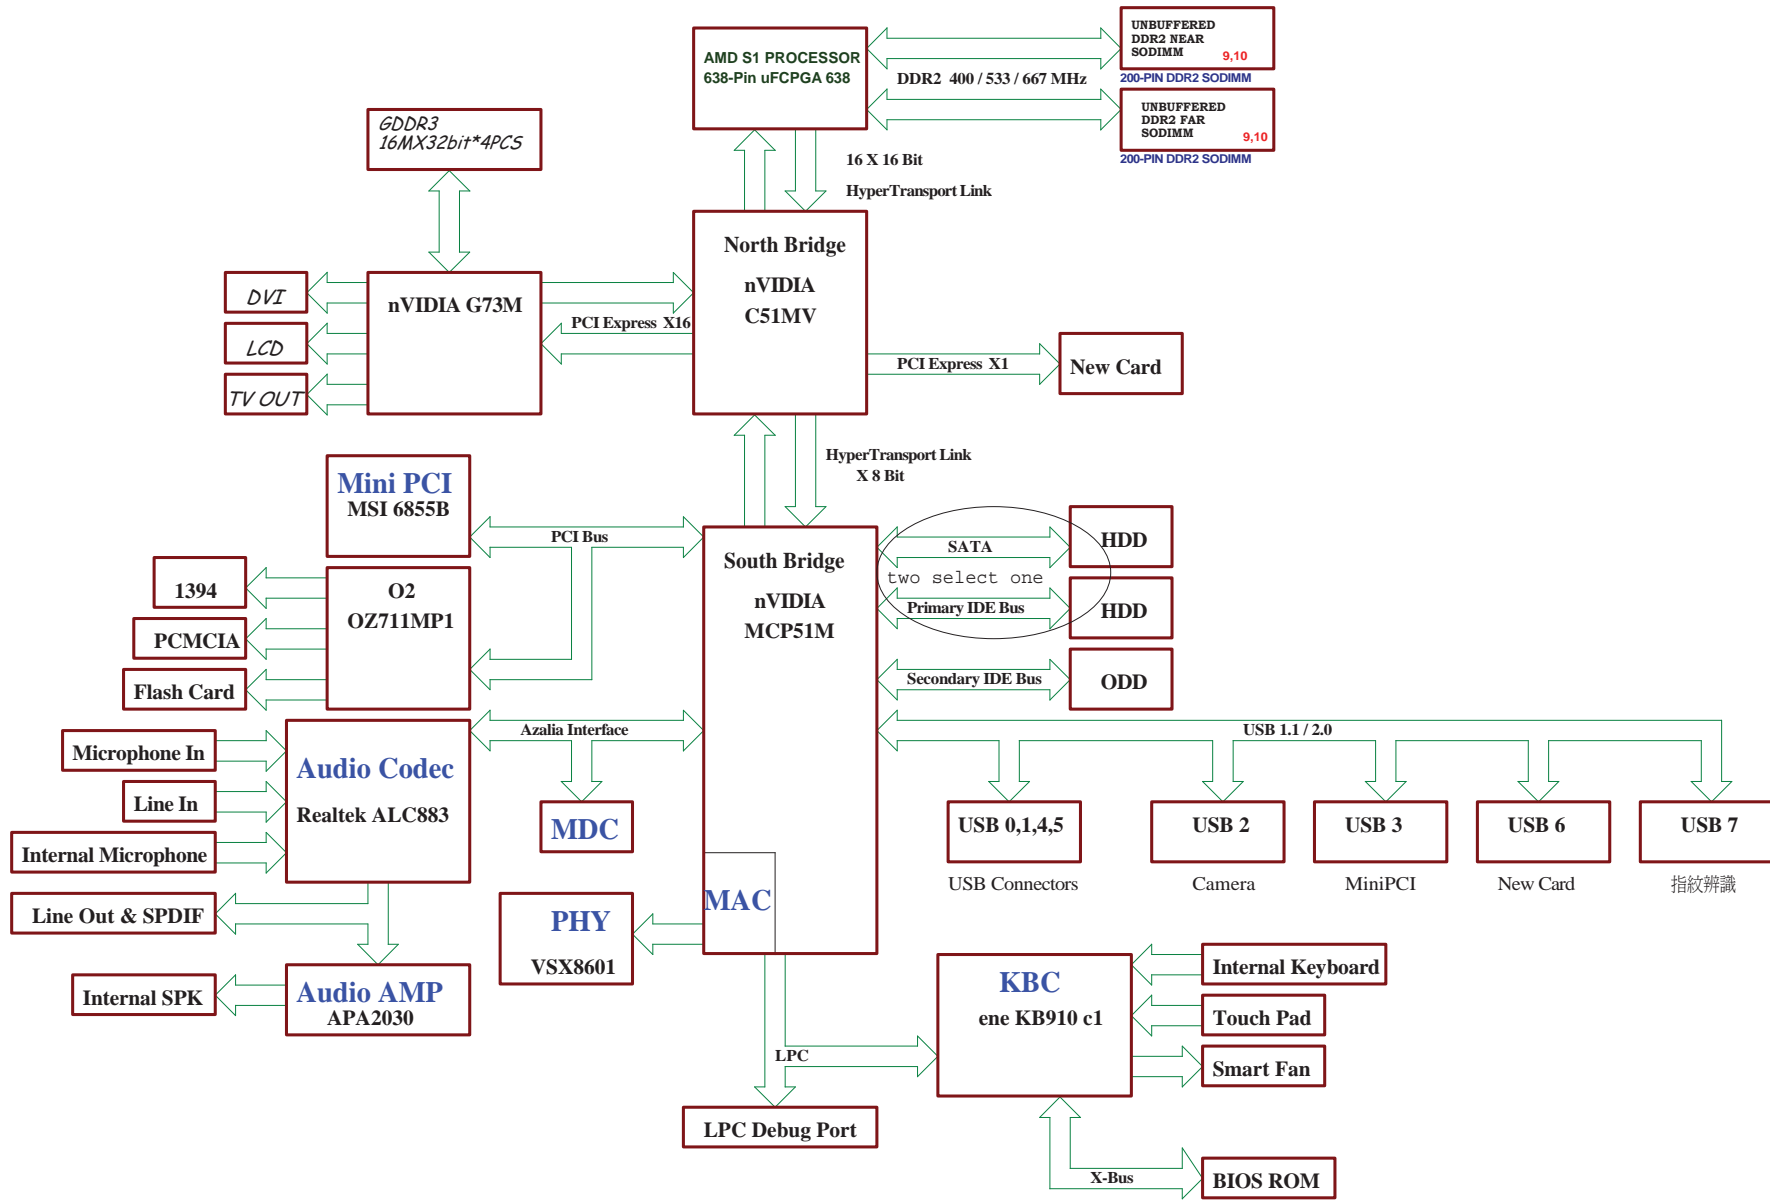 AMD S1 PROCESSOR
638-Pin uFCPGA 638
UNBUFFERED
DDR2 NEAR
SODIMM
9,10
200-PIN DDR2 SODIMM
DDR2 400 / 533 / 667 MHz
UNBUFFERED
DDR2 FAR
SODIMM
9,10
200-PIN DDR2 SODIMM
GDDR3
16MX32bit*4PCS
16 X 16 Bit
HyperTransport Link
North Bridge
nVIDIA
C51MV
nVIDIA G73M
DVI
LCD
TV OUT
PCI Express X16
PCI Express X1
New Card
HyperTransport Link
X 8 Bit
Mini PCI
MSI 6855B
PCI Bus
South Bridge
nVIDIA
MCP51M
SATA
HDD
two select one
Primary IDE Bus
HDD
Secondary IDE Bus
ODD
1394
O2
OZ711MP1
PCMCIA
Flash Card
Azalia Interface
USB 1.1 / 2.0
Microphone In
Line In
Internal Microphone
Audio Codec
Realtek ALC883
MDC
USB 0,1,4,5
USB 2
USB 3
USB 6
USB 7
USB Connectors
Camera
MiniPCI
New Card
指紋辨識
MAC
Line Out & SPDIF
PHY
VSX8601
Internal SPK
Audio AMP
APA2030
KBC
ene KB910 c1
Internal Keyboard
Touch Pad
Smart Fan
LPC
LPC Debug Port
X-Bus
BIOS ROM